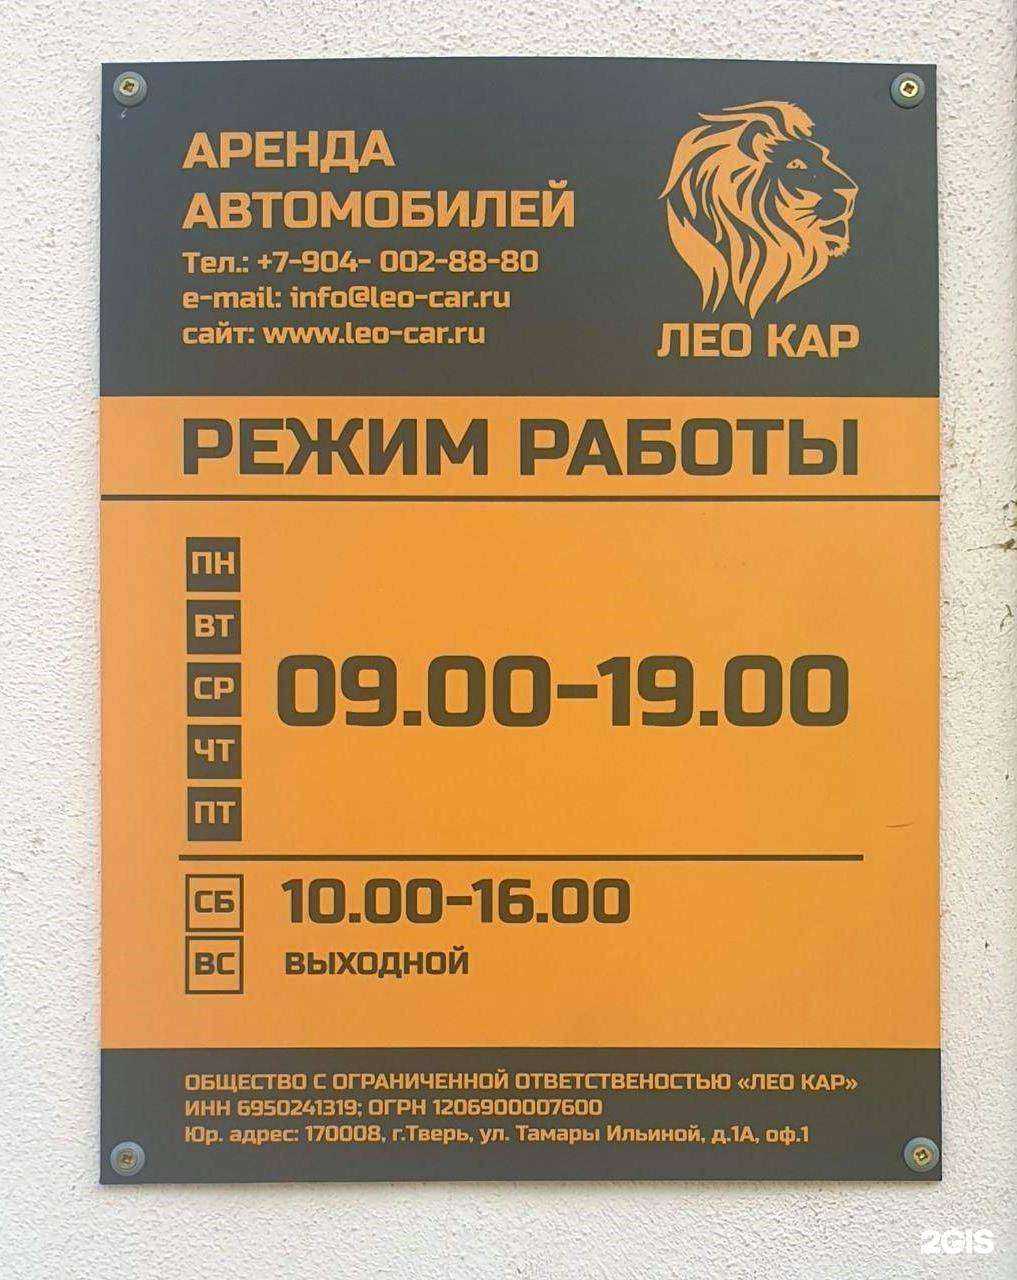 АРЕНДА
АВТОМОБИЛЕЙ
Тел.: +7-904- 002-88-80
e-mail: info@leo-car.ru
сайт: www.leo-car.ru
ЛЕО КАР
РЕЖИМ РАБОТЫ
ПН
ВТ
СР
ЧТ
ПТ
09.00-19.00
СБ 10.00-16.00
ВС ВЫХОДНОЙ
ОБЩЕСТВО С ОГРАНИЧЕННОЙ ОТВЕТСТВЕНОСТЬЮ «ЛЕО КАР»
ИНН 6950241319; ОГРН 1206900007600
Юр. адрес: 170008, г.Тверь, ул. Тамары Ильиной, д.1А, оф.1
2GIS